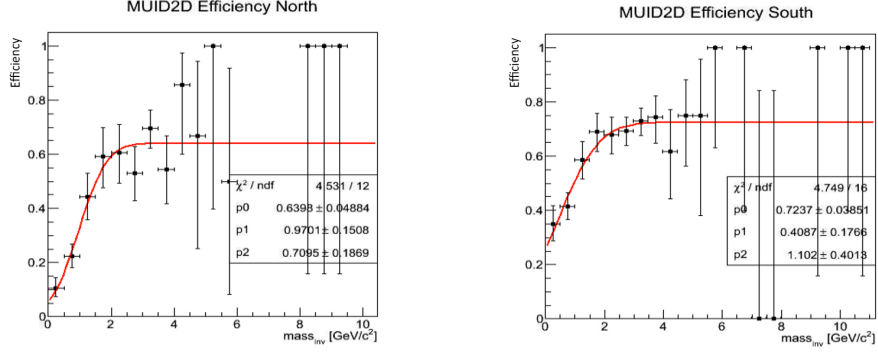 MUID2D Efficiency North
Efficiency
1
0.8
0.6
0.4
0.2
0
0 2 4 6 8 10
mass_inv [GeV/c²]
χ² / ndf 4.531 / 12
p0 0.6398 ± 0.04884
p1 0.9701 ± 0.1508
p2 0.7095 ± 0.1869
MUID2D Efficiency South
Efficiency
1
0.8
0.6
0.4
0.2
0
0 2 4 6 8 10
mass_inv [GeV/c²]
χ² / ndf 4.749 / 16
p0 0.7237 ± 0.03851
p1 0.4087 ± 0.1766
p2 1.102 ± 0.4013